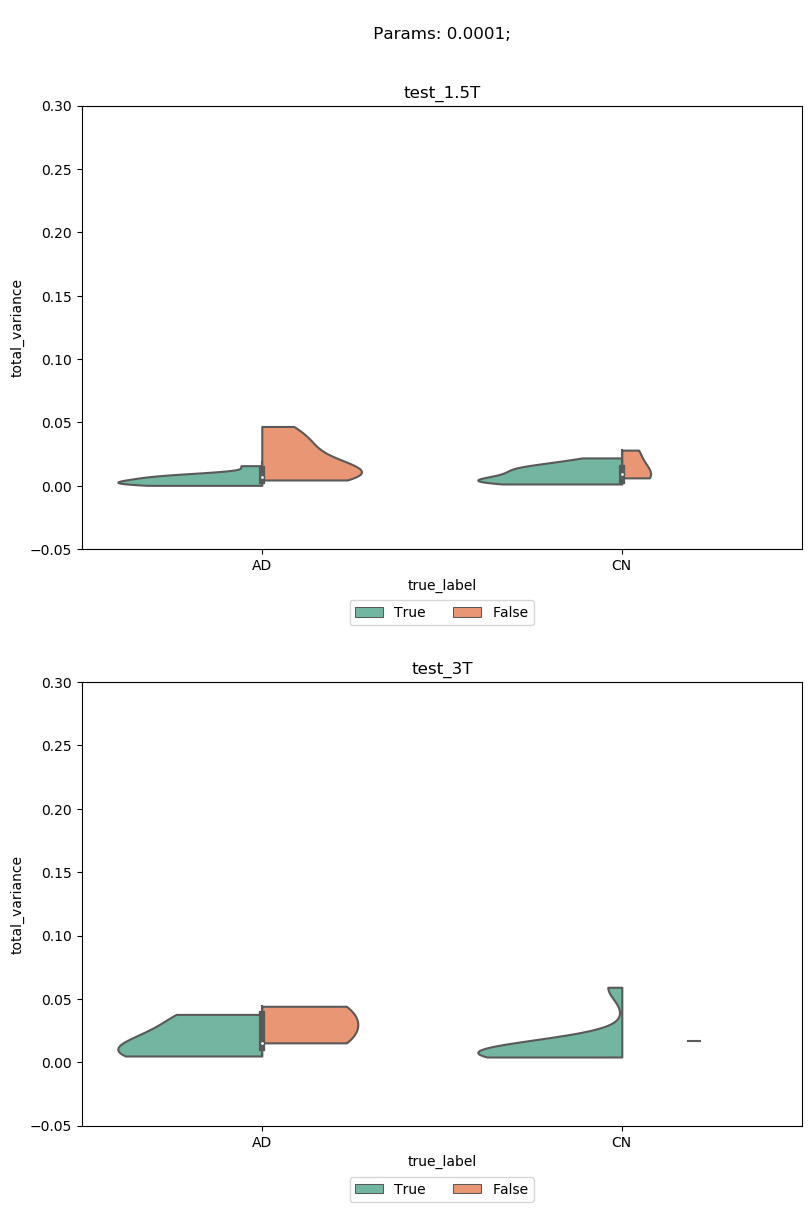 Params: 0.0001;
test_1.5T
0.30
0.25
0.20
0.15
0.10
0.05
0.00
−0.05
total_variance
AD CN
true_label
True False
test_3T
0.30
0.25
0.20
0.15
0.10
0.05
0.00
−0.05
total_variance
AD CN
true_label
True False